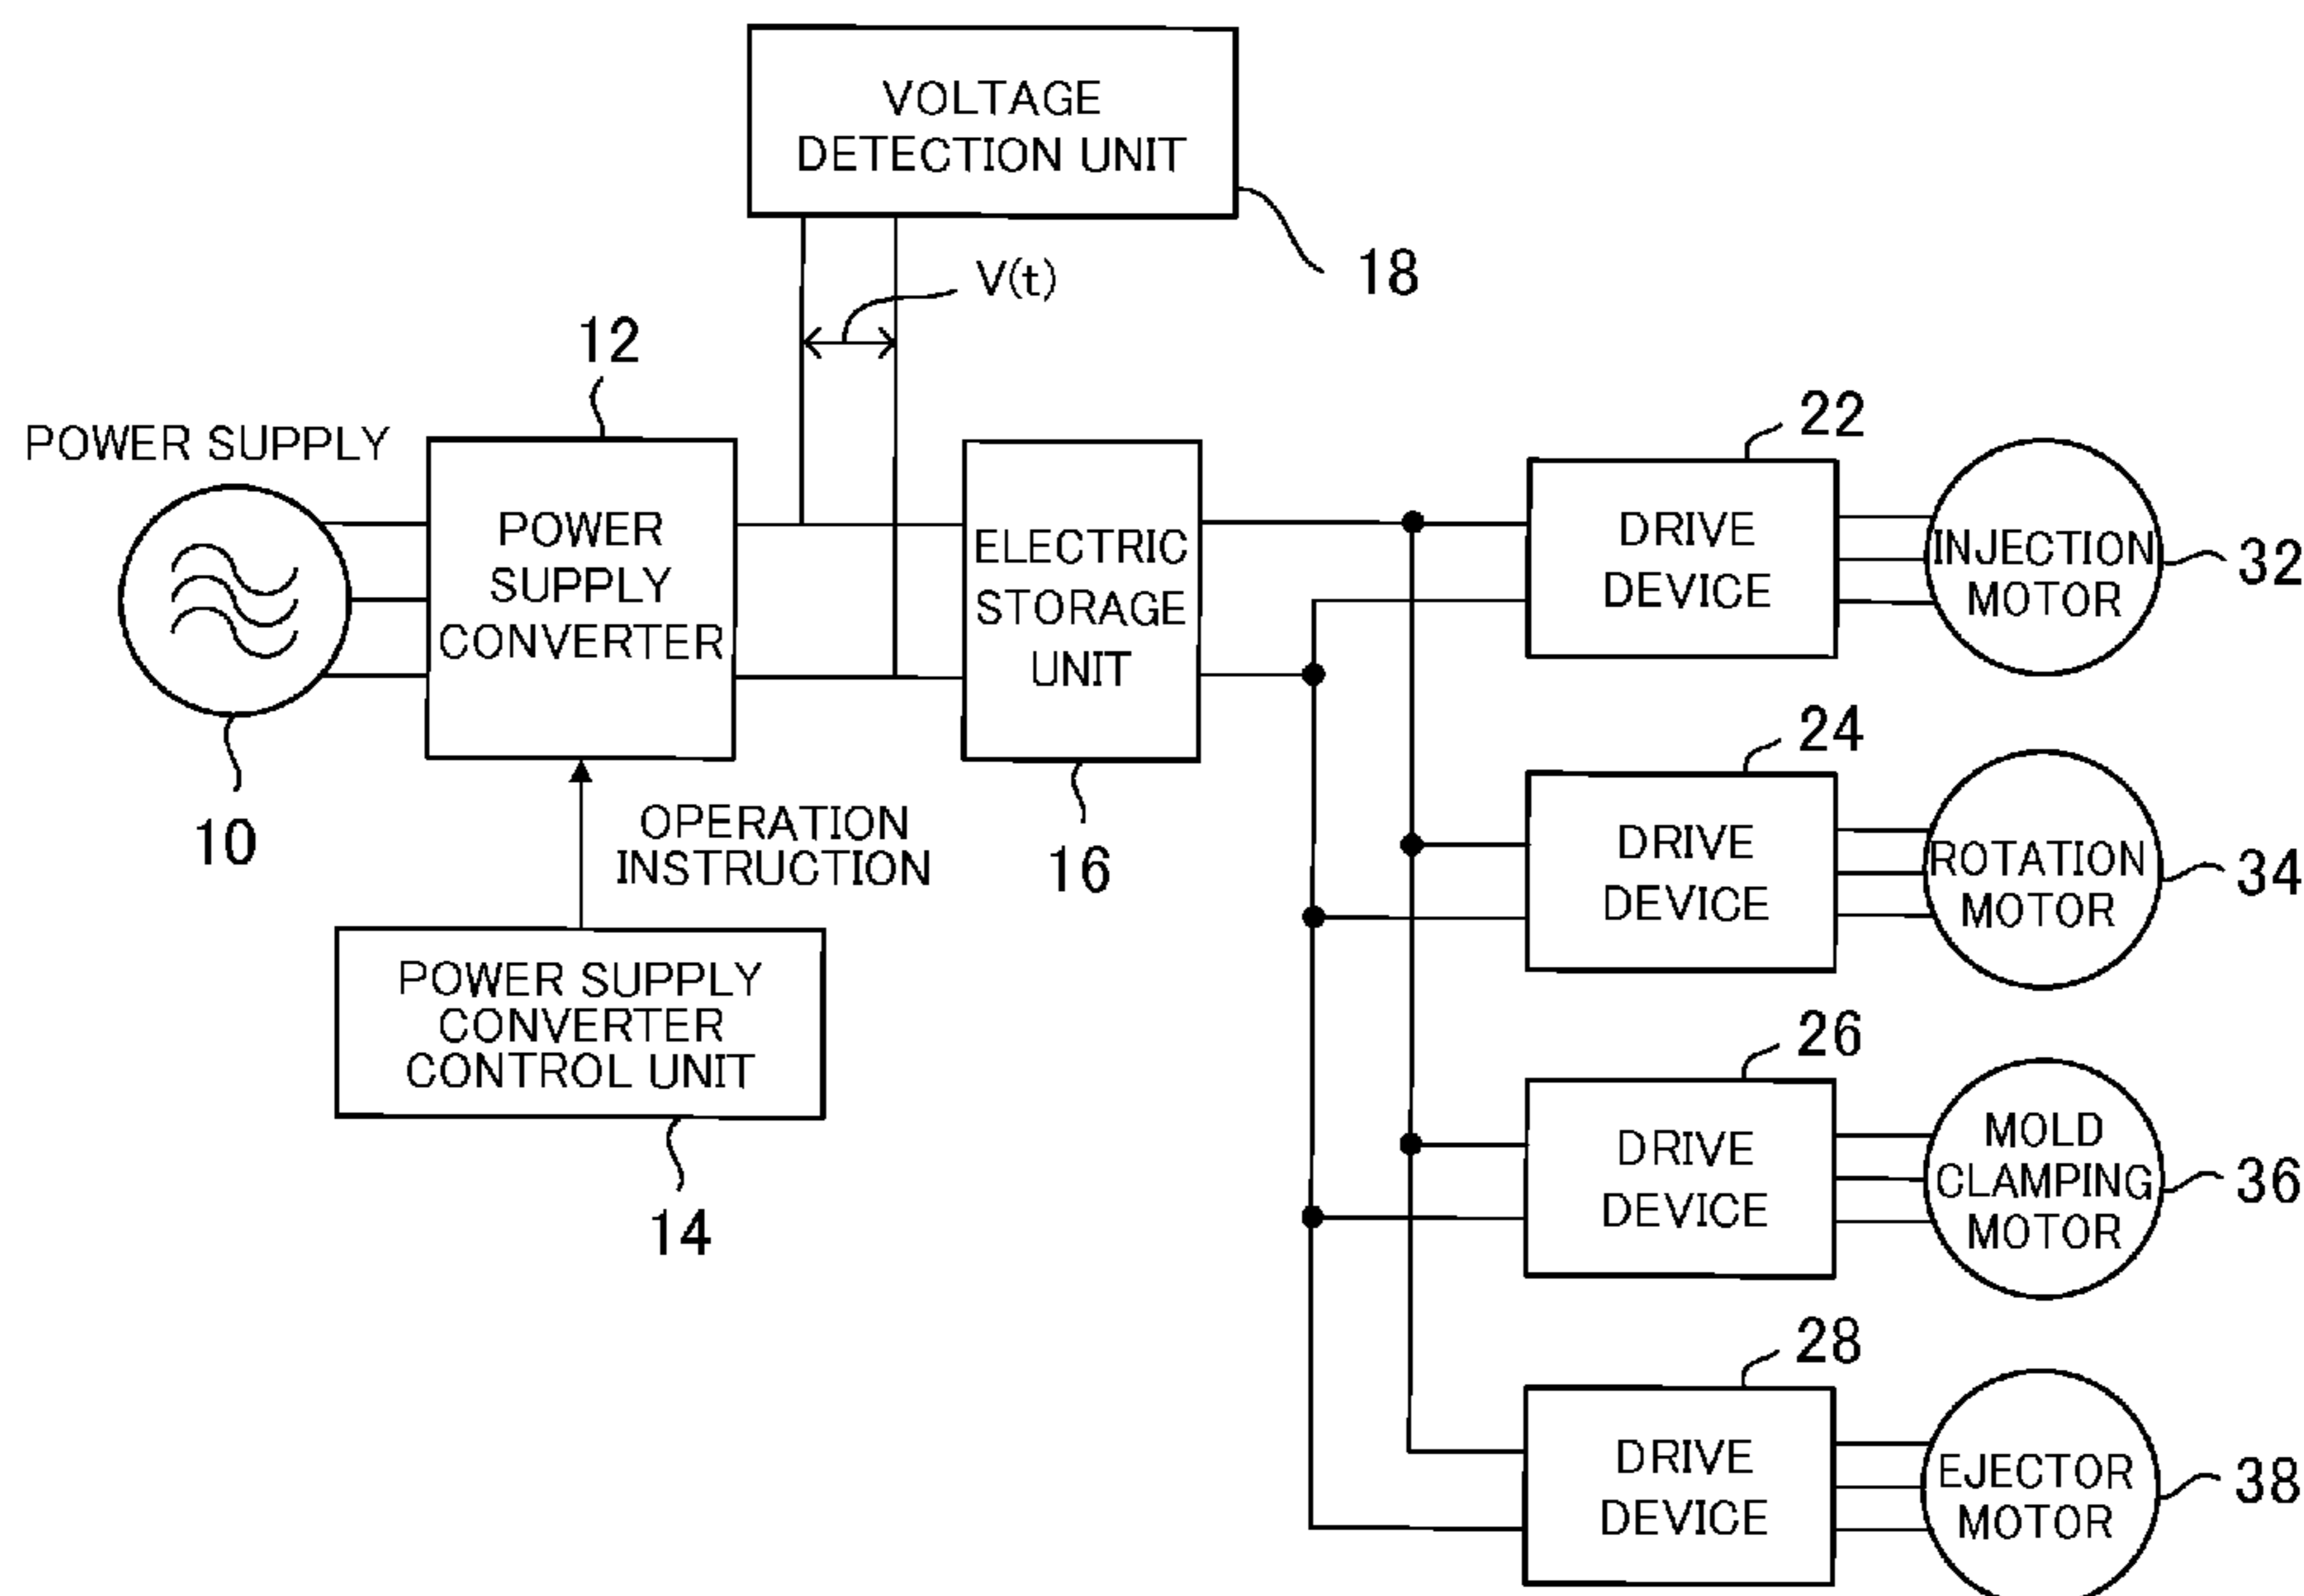 VOLTAGE
DETECTION UNIT
18
V(t)
12
POWER SUPPLY
POWER
SUPPLY
CONVERTER
10
OPERATION
INSTRUCTION
POWER SUPPLY
CONVERTER
CONTROL UNIT
14
ELECTRIC
STORAGE
UNIT
16
22
DRIVE
DEVICE
INJECTION
MOTOR
32
24
DRIVE
DEVICE
ROTATION
MOTOR
34
26
DRIVE
DEVICE
MOLD
CLAMPING
MOTOR
36
28
DRIVE
DEVICE
EJECTOR
MOTOR
38